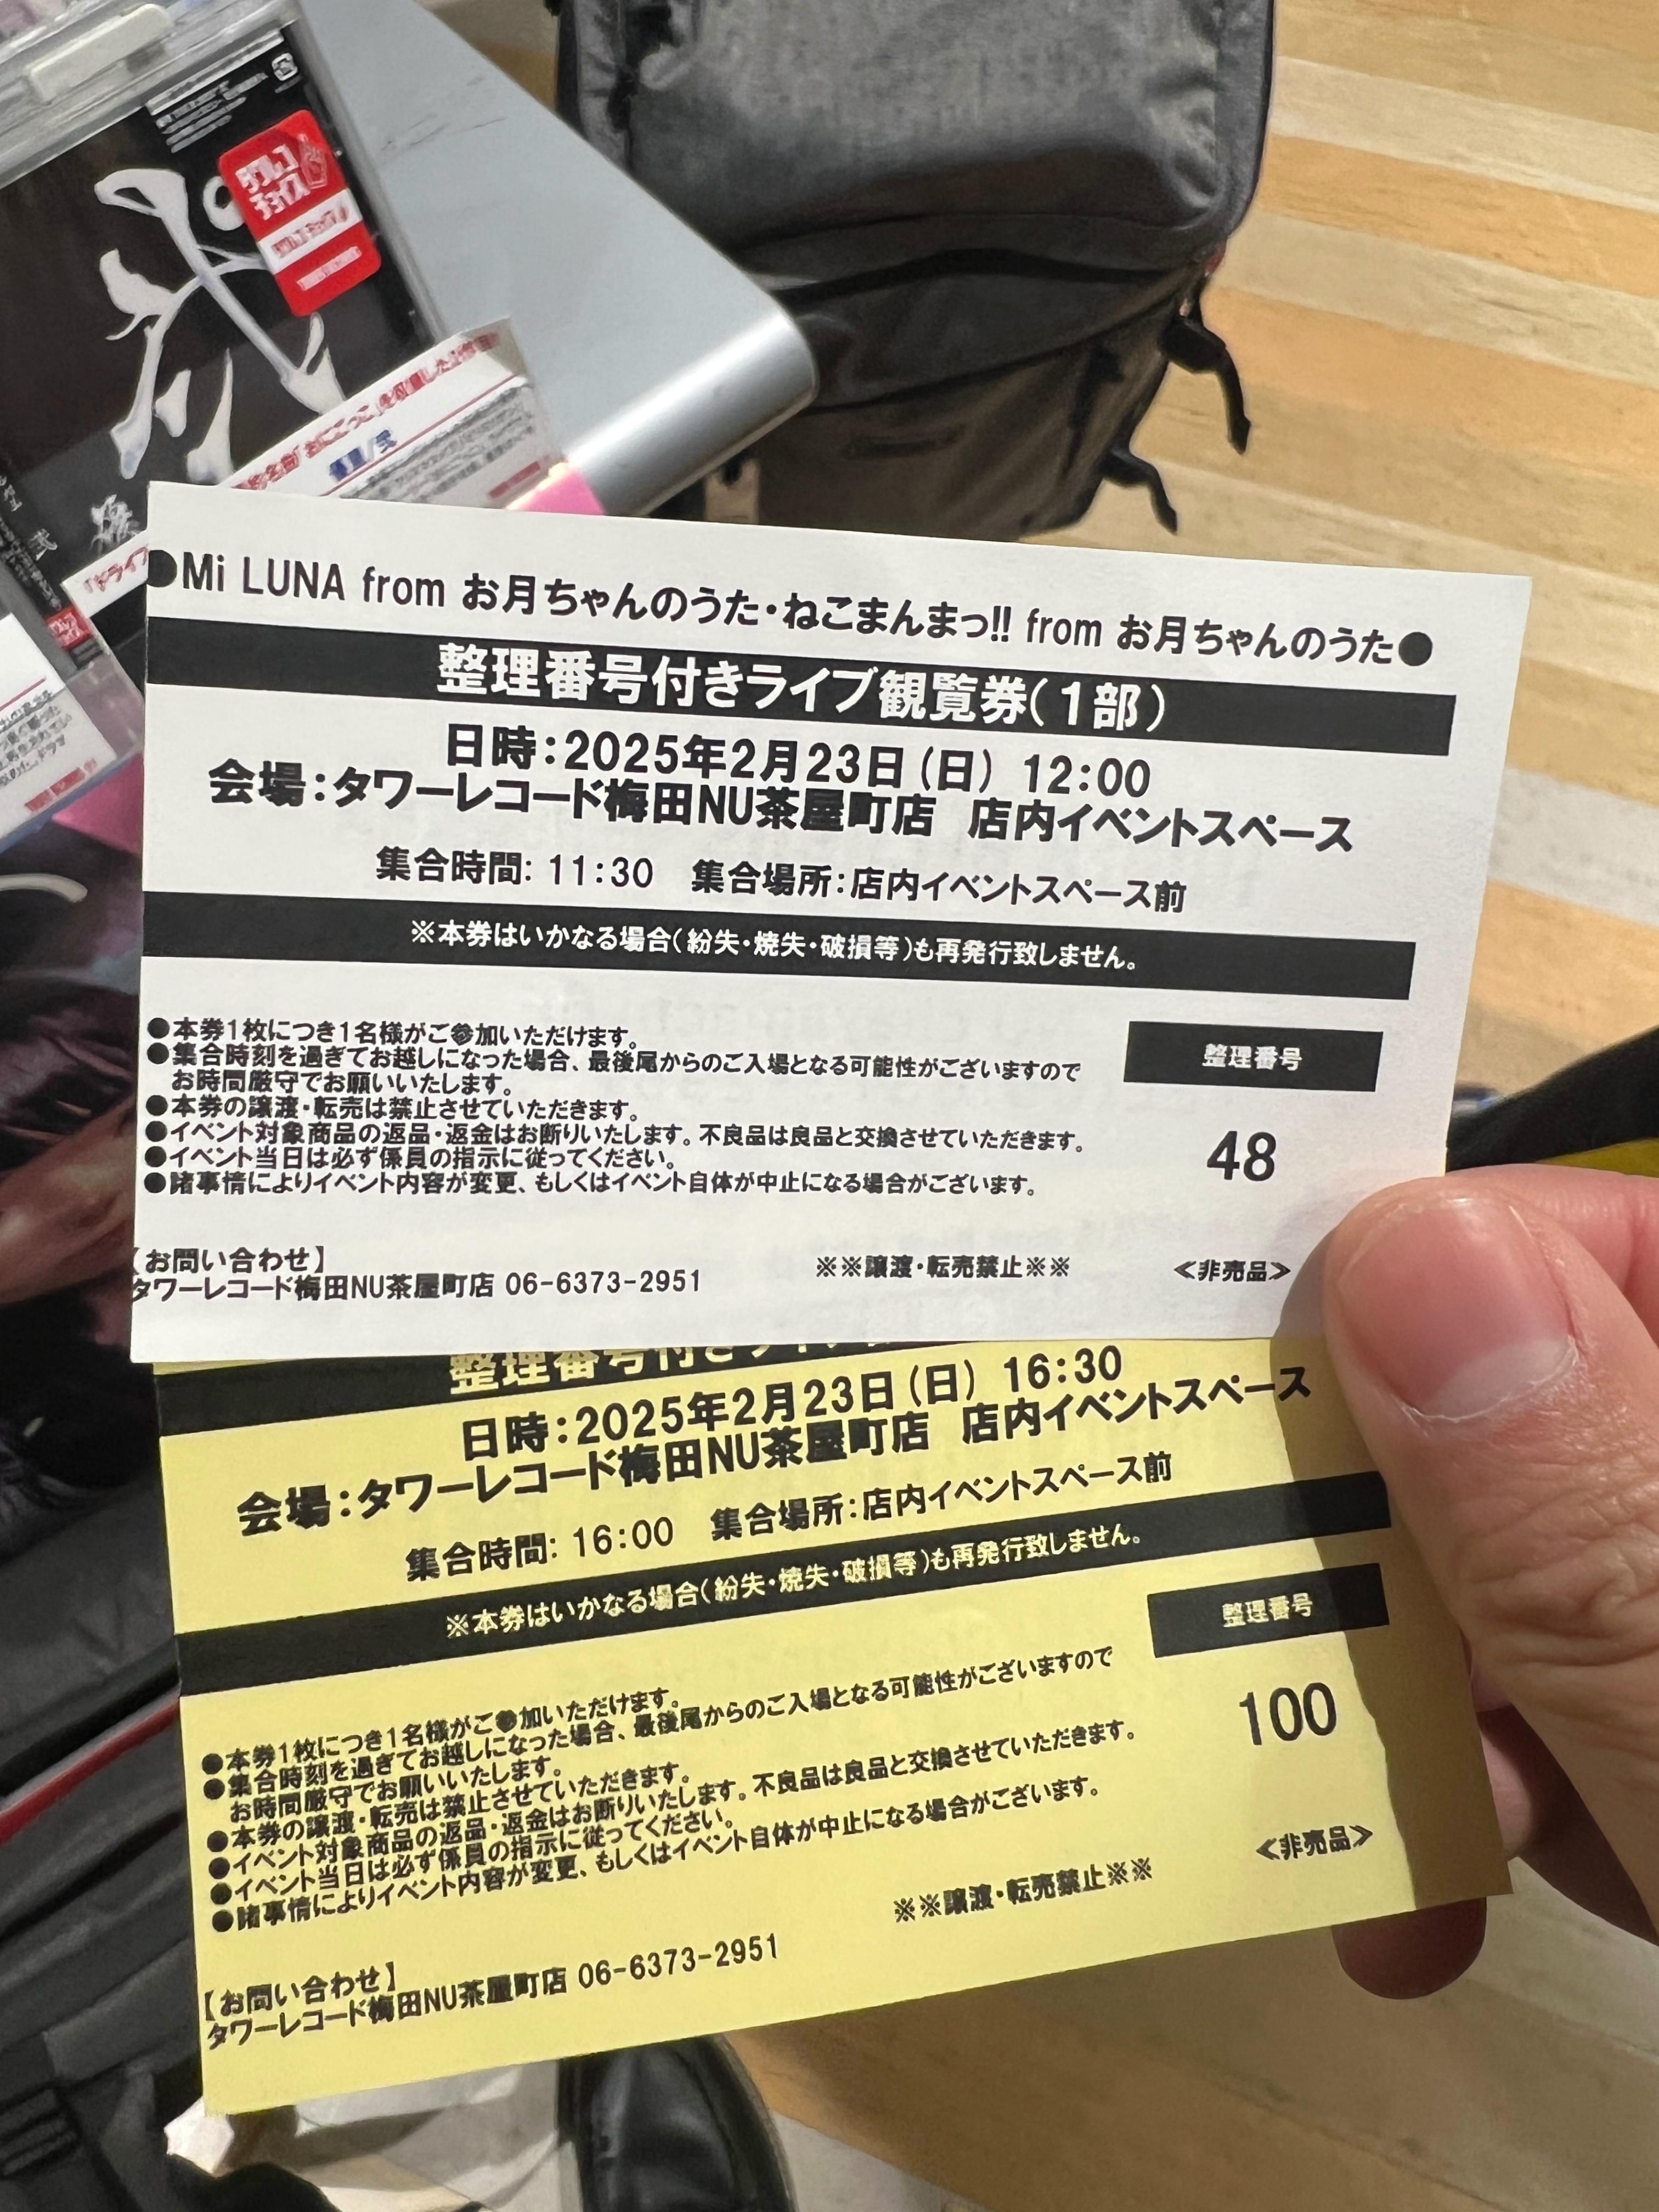 タワレコ
チョイス
「おにごっこ」を収録した
●Mi LUNA from お月ちゃんのうた・ねこまんまっ!! from お月ちゃんのうた●
整理番号付きライブ観覧券(1部)
日時:2025年2月23日(日) 12:00
会場:タワーレコード梅田NU茶屋町店 店内イベントスペース
集合時間: 11:30 集合場所:店内イベントスペース前
※本券はいかなる場合(紛失・焼失・破損等)も再発行致しません。
●本券1枚につき1名様がご参加いただけます。
●集合時刻を過ぎてお越しになった場合、最後尾からのご入場となる可能性がございますので
お時間厳守でお願いいたします。
●本券の譲渡・転売は禁止させていただきます。
●イベント対象商品の返品・返金はお断りいたします。不良品は良品と交換させていただきます。
●イベント当日は必ず係員の指示に従ってください。
●諸事情によりイベント内容が変更、もしくはイベント自体が中止になる場合がございます。
整理番号
48
【お問い合わせ】
タワーレコード梅田NU茶屋町店 06-6373-2951
※※譲渡・転売禁止※※
≪非売品≫
整理番号付きライブ
日時:2025年2月23日(日) 16:30
会場:タワーレコード梅田NU茶屋町店 店内イベントスペース
集合時間: 16:00 集合場所:店内イベントスペース前
※本券はいかなる場合(紛失・焼失・破損等)も再発行致しません。
●本券1枚につき1名様がご参加いただけます。
●集合時刻を過ぎてお越しになった場合、最後尾からのご入場となる可能性がございますので
お時間厳守でお願いいたします。
●本券の譲渡・転売は禁止させていただきます。
●イベント対象商品の返品・返金はお断りいたします。不良品は良品と交換させていただきます。
●イベント当日は必ず係員の指示に従ってください。
●諸事情によりイベント内容が変更、もしくはイベント自体が中止になる場合がございます。
整理番号
100
【お問い合わせ】
タワーレコード梅田NU茶屋町店 06-6373-2951
※※譲渡・転売禁止※※
≪非売品≫